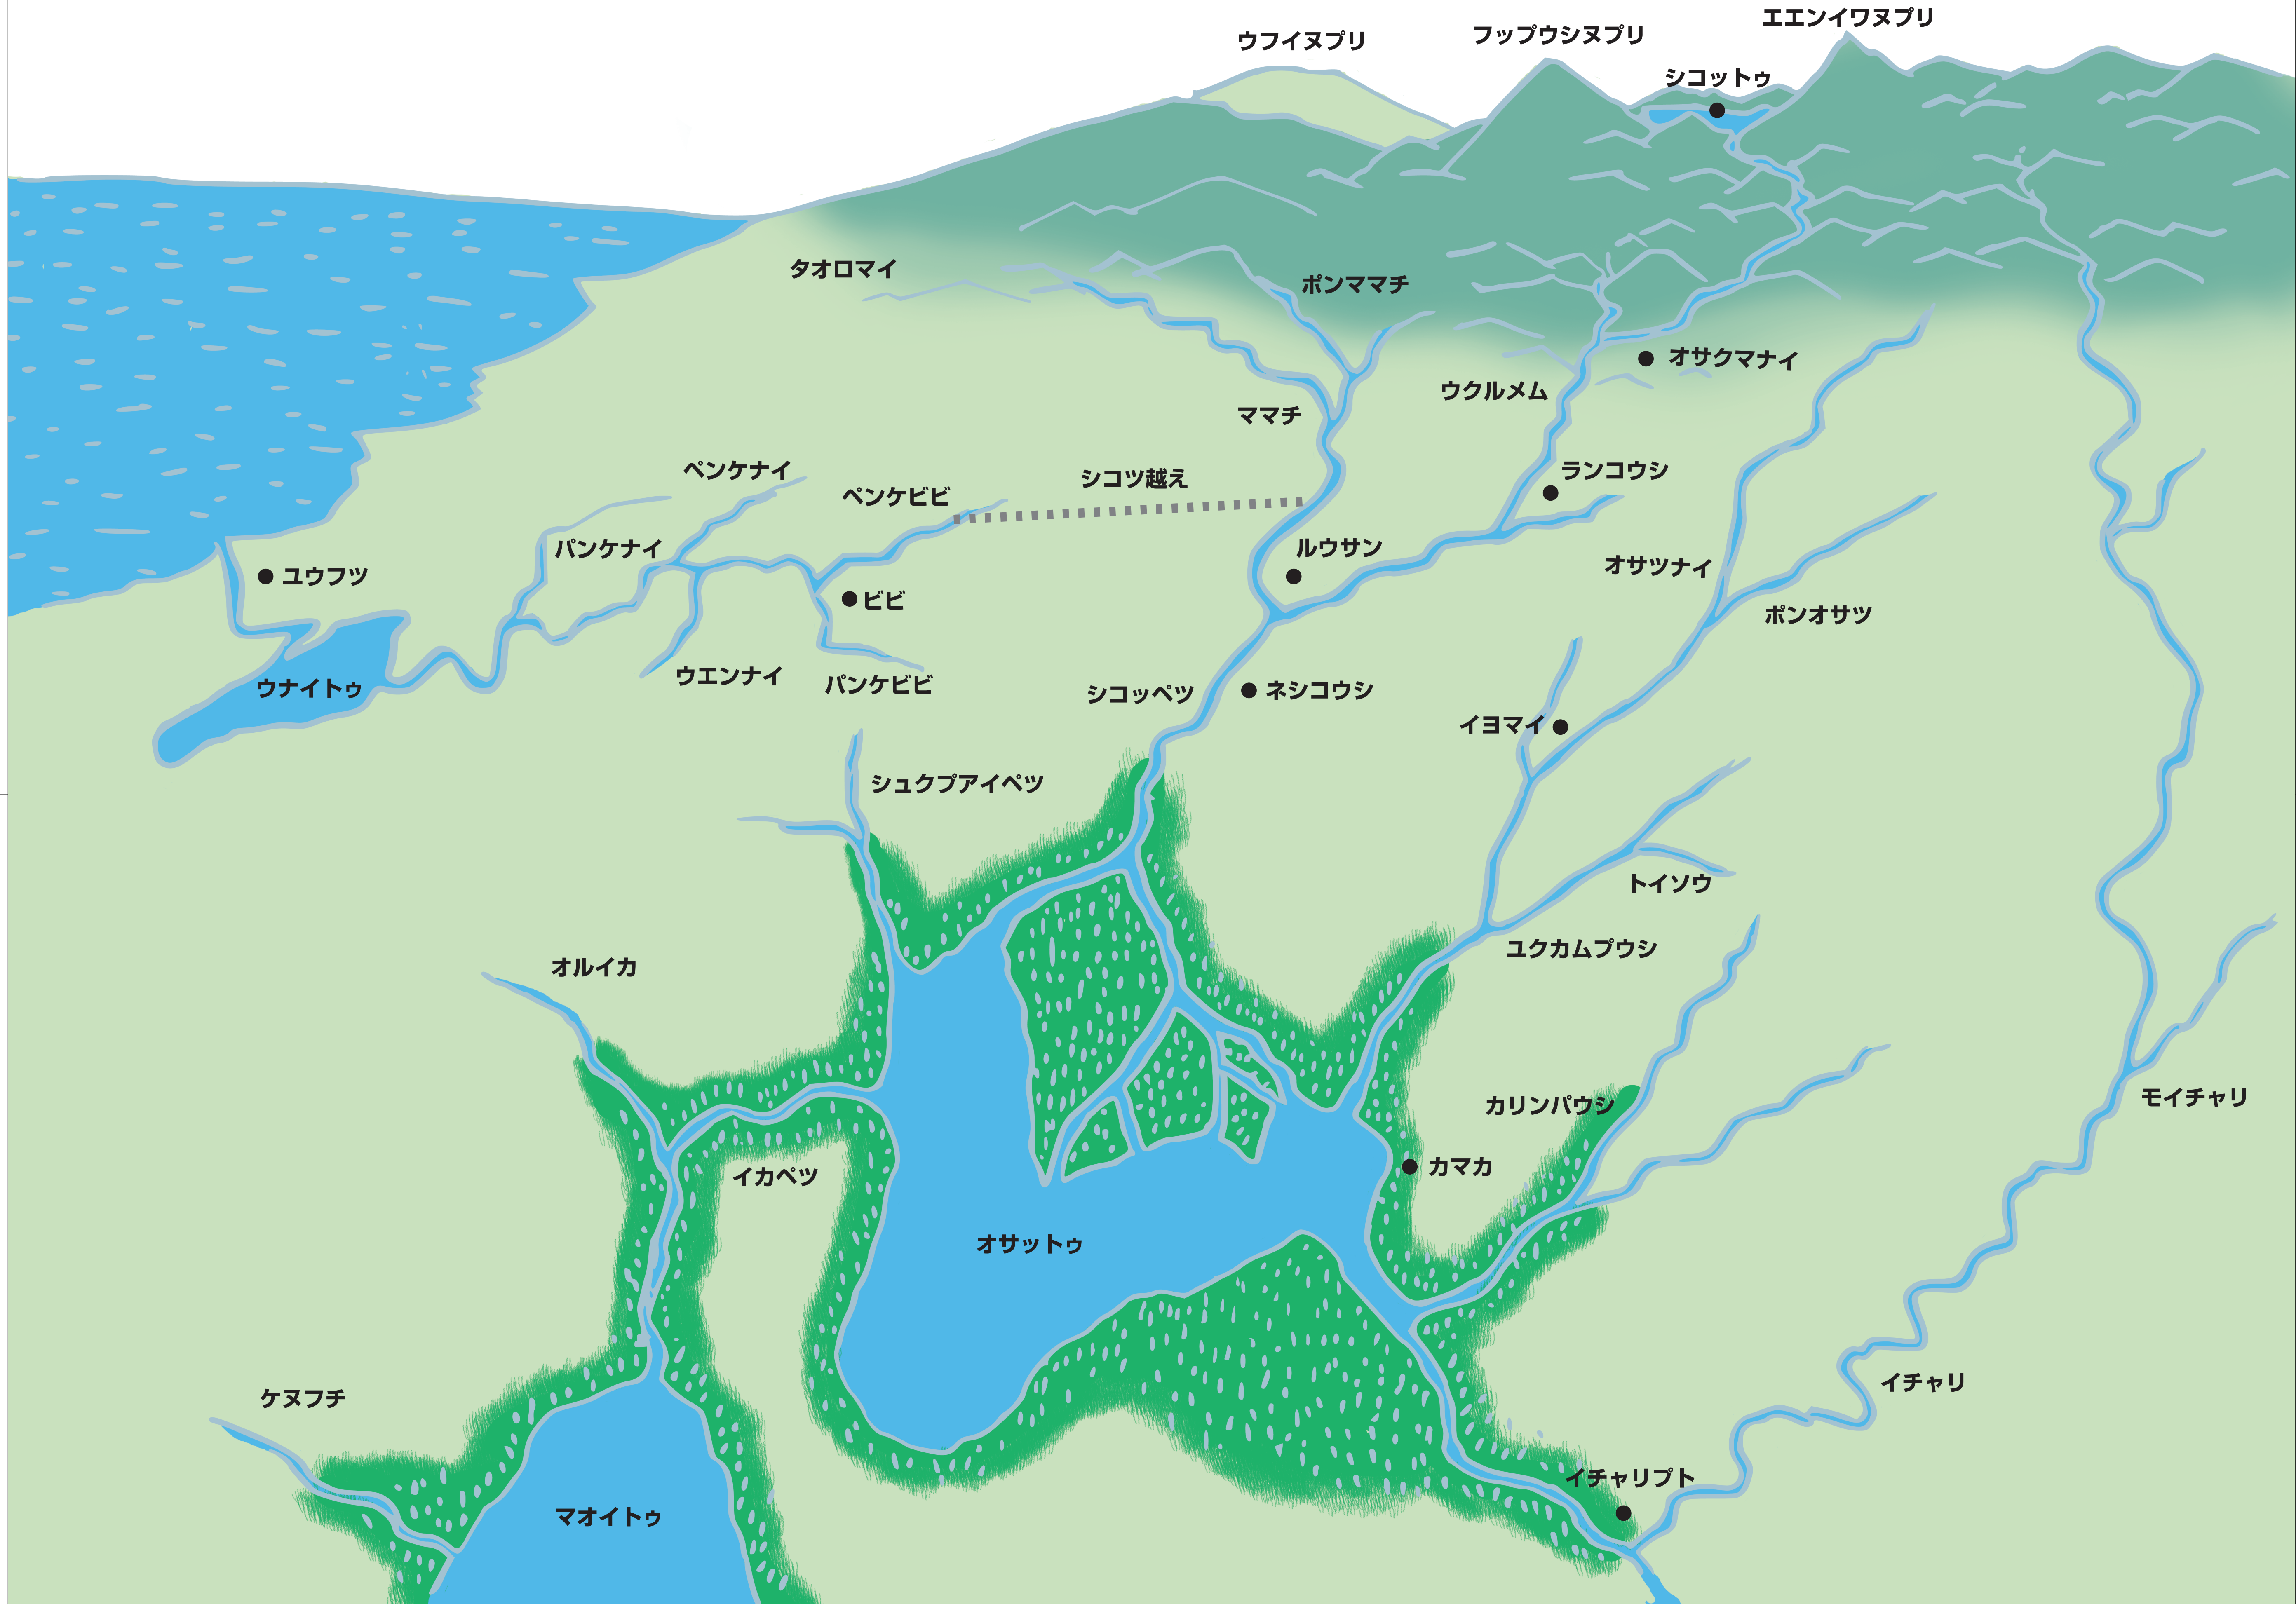 エエンイワヌプリ
フップウシヌプリ
ウフイヌプリ
シコットゥ
タオロマイ
ポンママチ
オサクマナイ
ウクルメム
ママチ
ペンケナイ
ペンケビビ
シコツ越え
ランコウシ
パンケナイ
ルウサン
オサツナイ
ユウフツ
ビビ
ポンオサツ
ウナイトゥ
ウエンナイ
パンケビビ
シコッペツ
ネシコウシ
イヨマイ
シュクプアイペツ
トイソウ
ユクカムプウシ
オルイカ
カリンパウシ
モイチャリ
イカペツ
カマカ
オサットゥ
イチャリ
ケヌフチ
イチャリプト
マオイトゥ